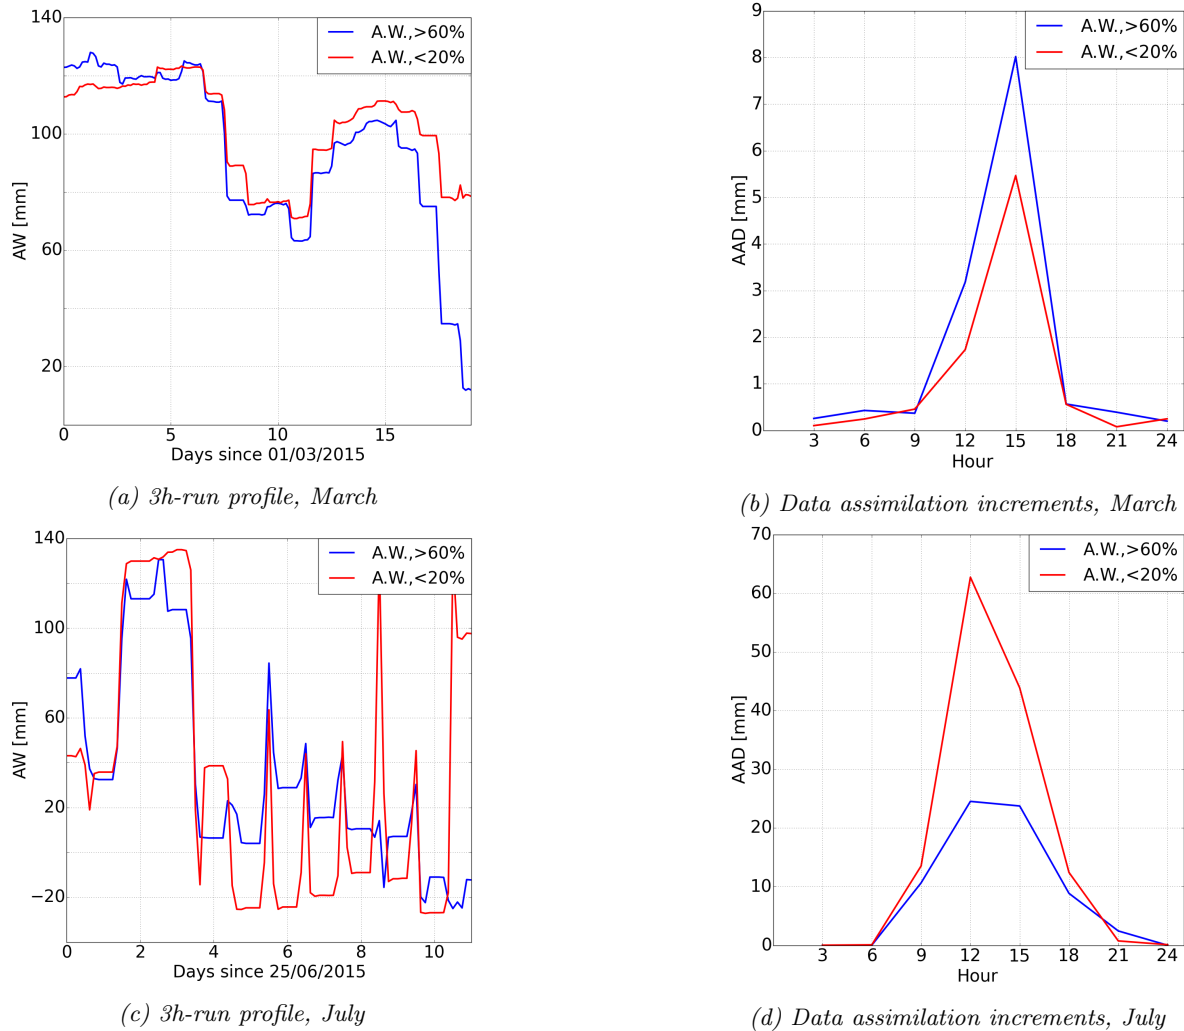 140
100
60
20
AW [mm]
0
5
10
15
Days since 01/03/2015
A.W.,>60%
A.W.,<20%
(a) 3h-run profile, March
9
8
7
6
5
4
3
2
1
0
AAD [mm]
3
6
9
12
15
18
21
24
Hour
A.W.,>60%
A.W.,<20%
(b) Data assimilation increments, March
140
100
60
20
−20
AW [mm]
0
2
4
6
8
10
Days since 25/06/2015
A.W.,>60%
A.W.,<20%
(c) 3h-run profile, July
70
60
50
40
30
20
10
0
AAD [mm]
3
6
9
12
15
18
21
24
Hour
A.W.,>60%
A.W.,<20%
(d) Data assimilation increments, July